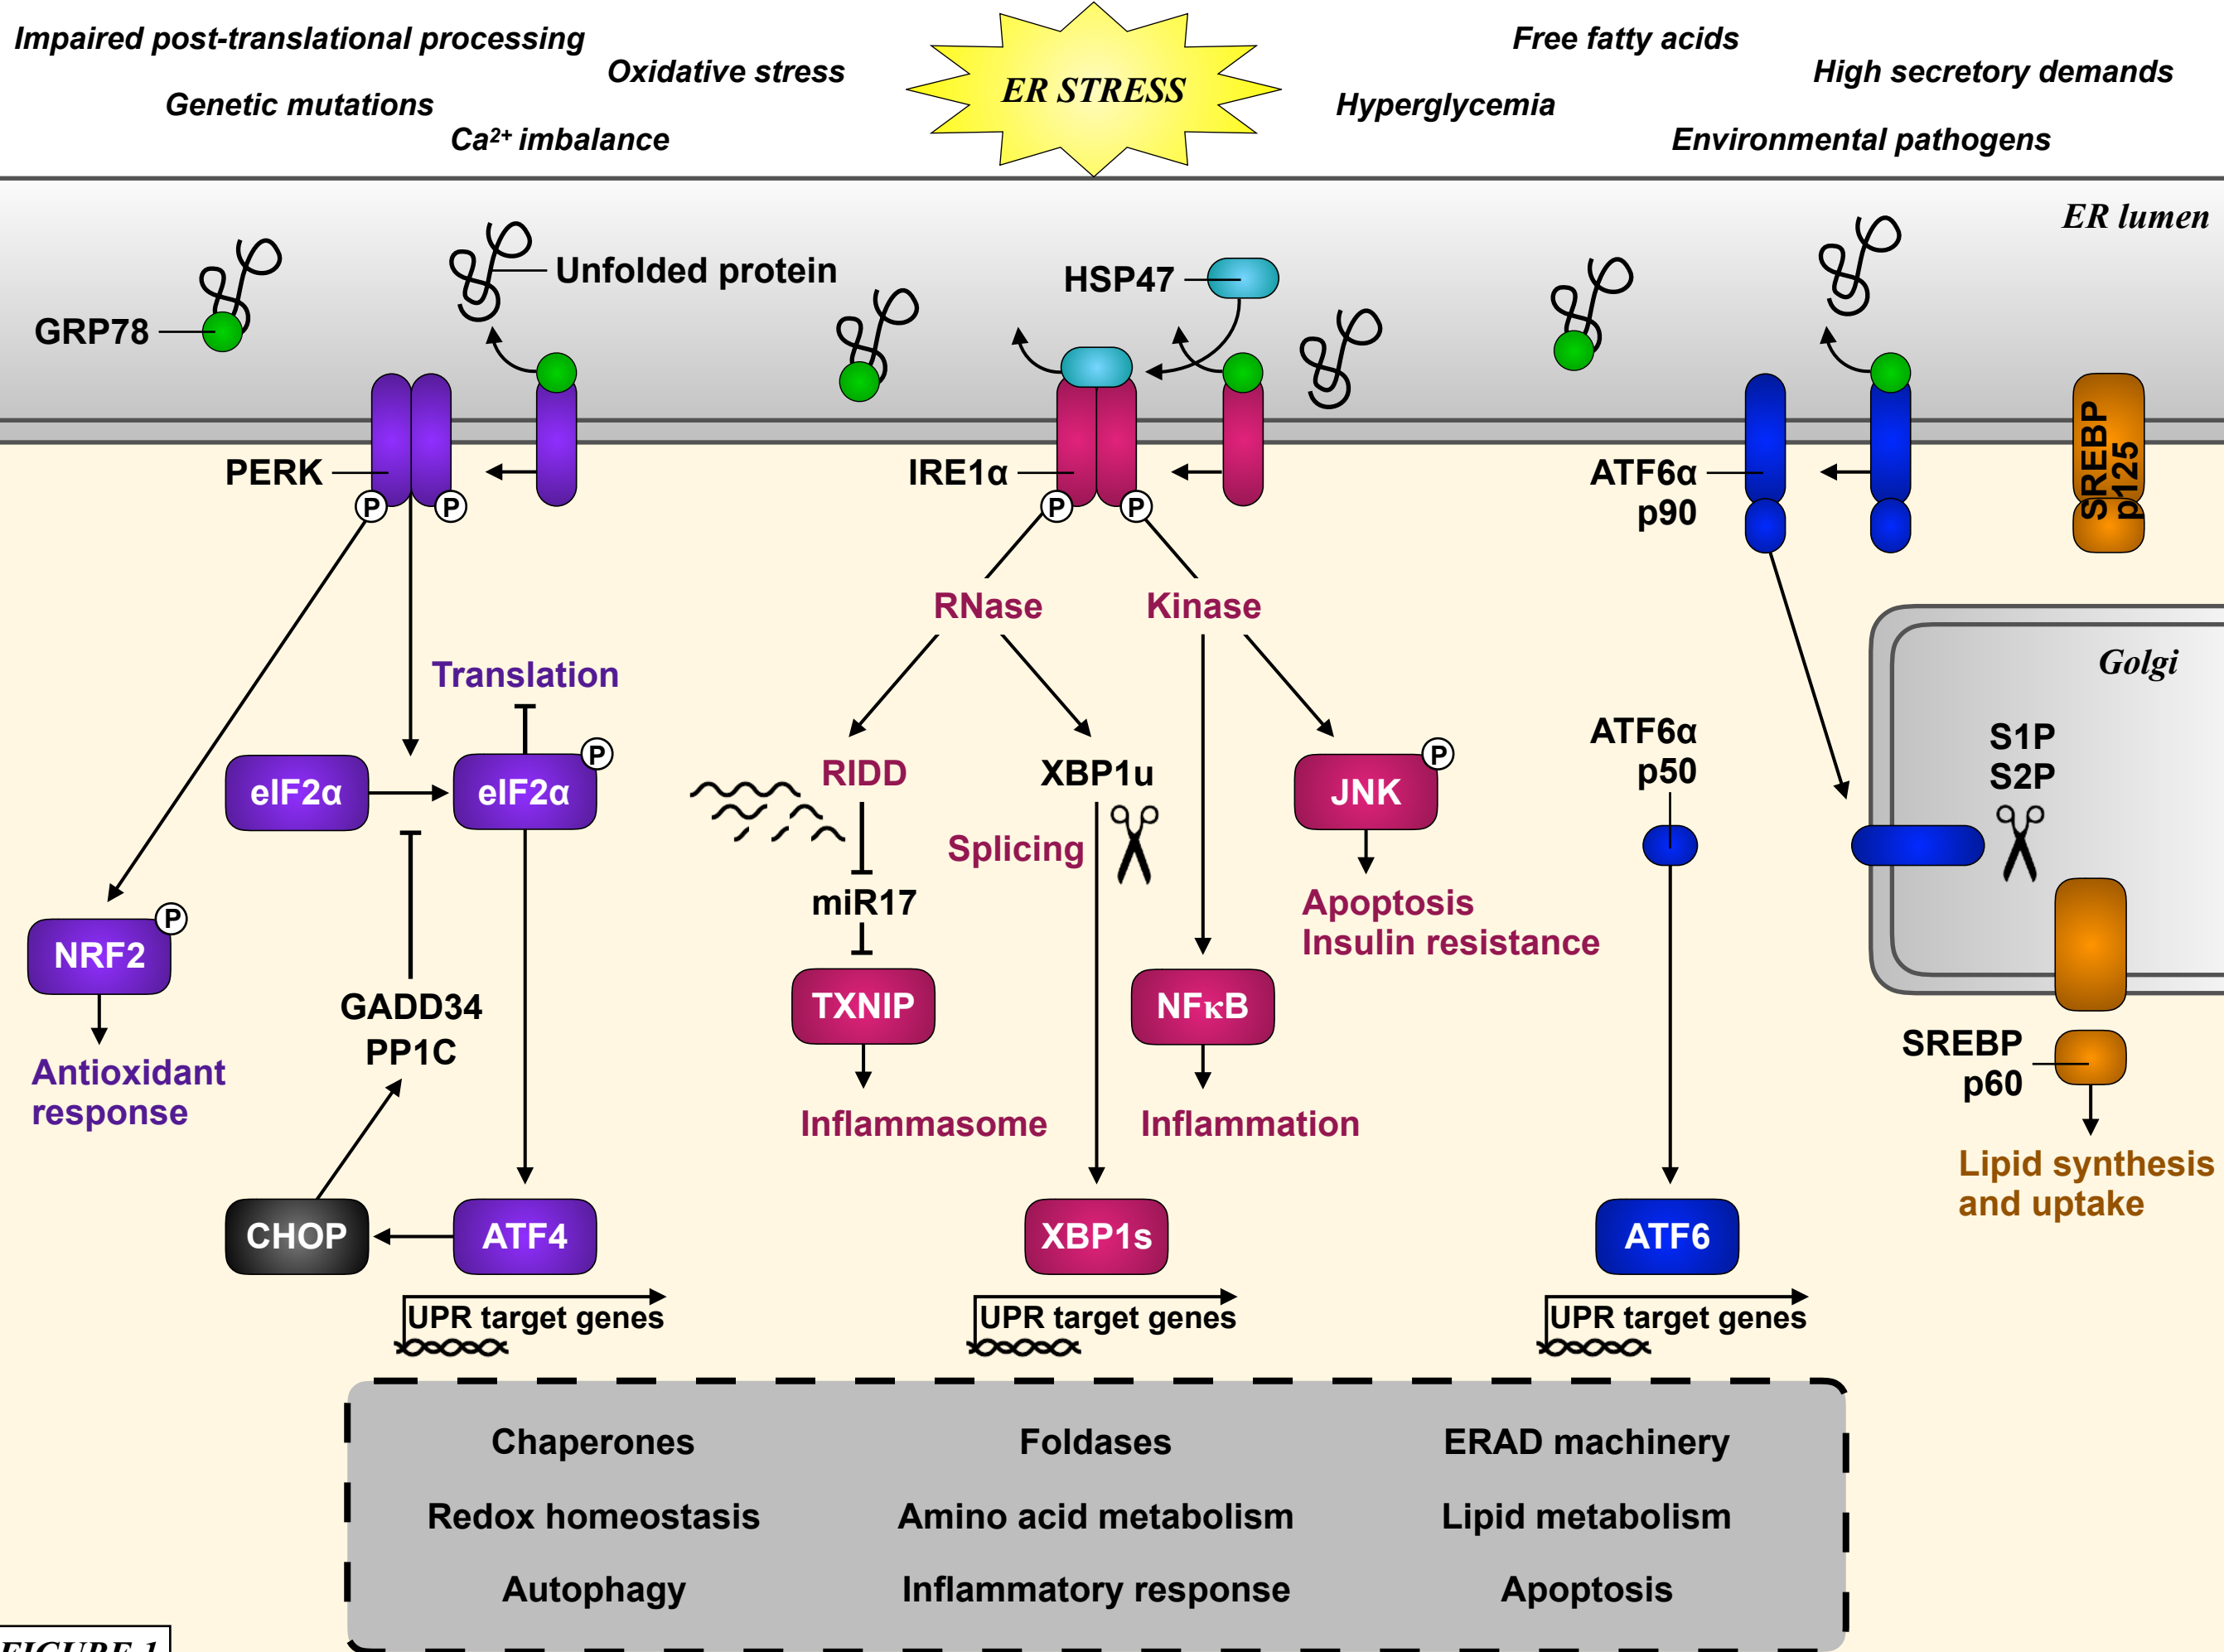 Impaired post-translational processing
Oxidative stress
Genetic mutations
Ca²⁺ imbalance
ER STRESS
Free fatty acids
High secretory demands
Hyperglycemia
Environmental pathogens
ER lumen
Unfolded protein
GRP78
HSP47
PERK
P
P
IRE1α
P
P
ATF6α
p90
SREBP
p125
RNase
Kinase
Golgi
Translation
eIF2α
eIF2α
P
RIDD
XBP1u
JNK
P
ATF6α
p50
S1P
S2P
Splicing
miR17
Apoptosis
Insulin resistance
NRF2
P
GADD34
PP1C
TXNIP
NFκB
Antioxidant
response
SREBP
p60
Inflammasome
Inflammation
Lipid synthesis
and uptake
CHOP
ATF4
XBP1s
ATF6
UPR target genes
UPR target genes
UPR target genes
Chaperones
Foldases
ERAD machinery
Redox homeostasis
Amino acid metabolism
Lipid metabolism
Autophagy
Inflammatory response
Apoptosis
FIGURE 1